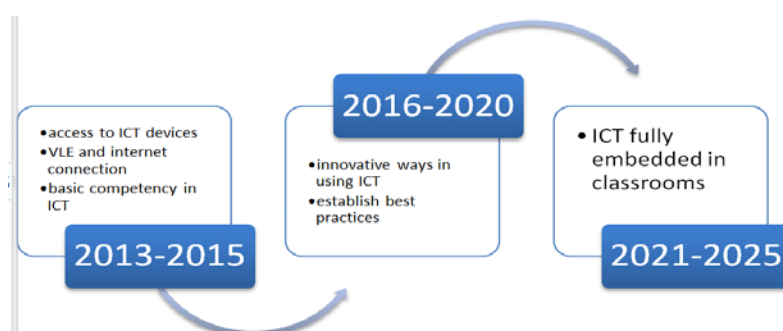 •access to ICT devices
•VLE and internet
connection
•basic competency in
ICT
2013-2015
2016-2020
•innovative ways in
using ICT
•establish best
practices
• ICT fully
embedded in
classrooms
2021-2025